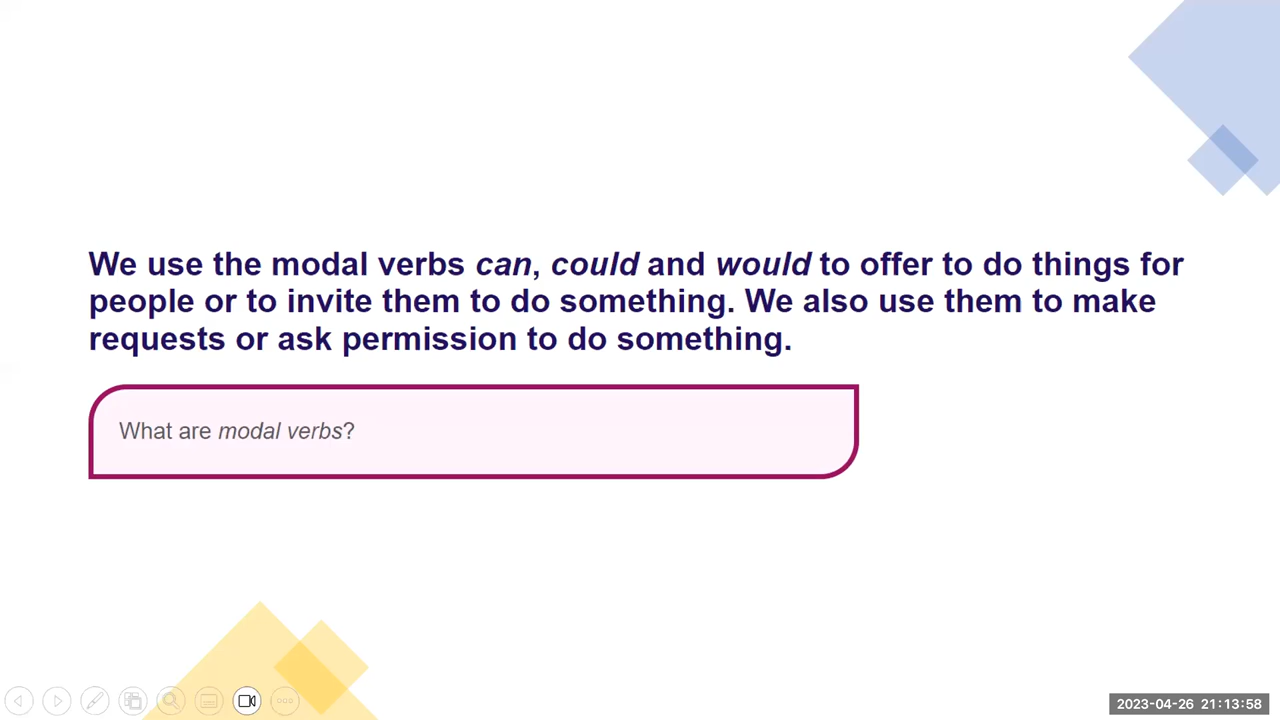 We use the modal verbs can, could and would to offer to do things for
people or to invite them to do something. We also use them to make
requests or ask permission to do something.
What are modal verbs?
2023-04-26 21:13:58